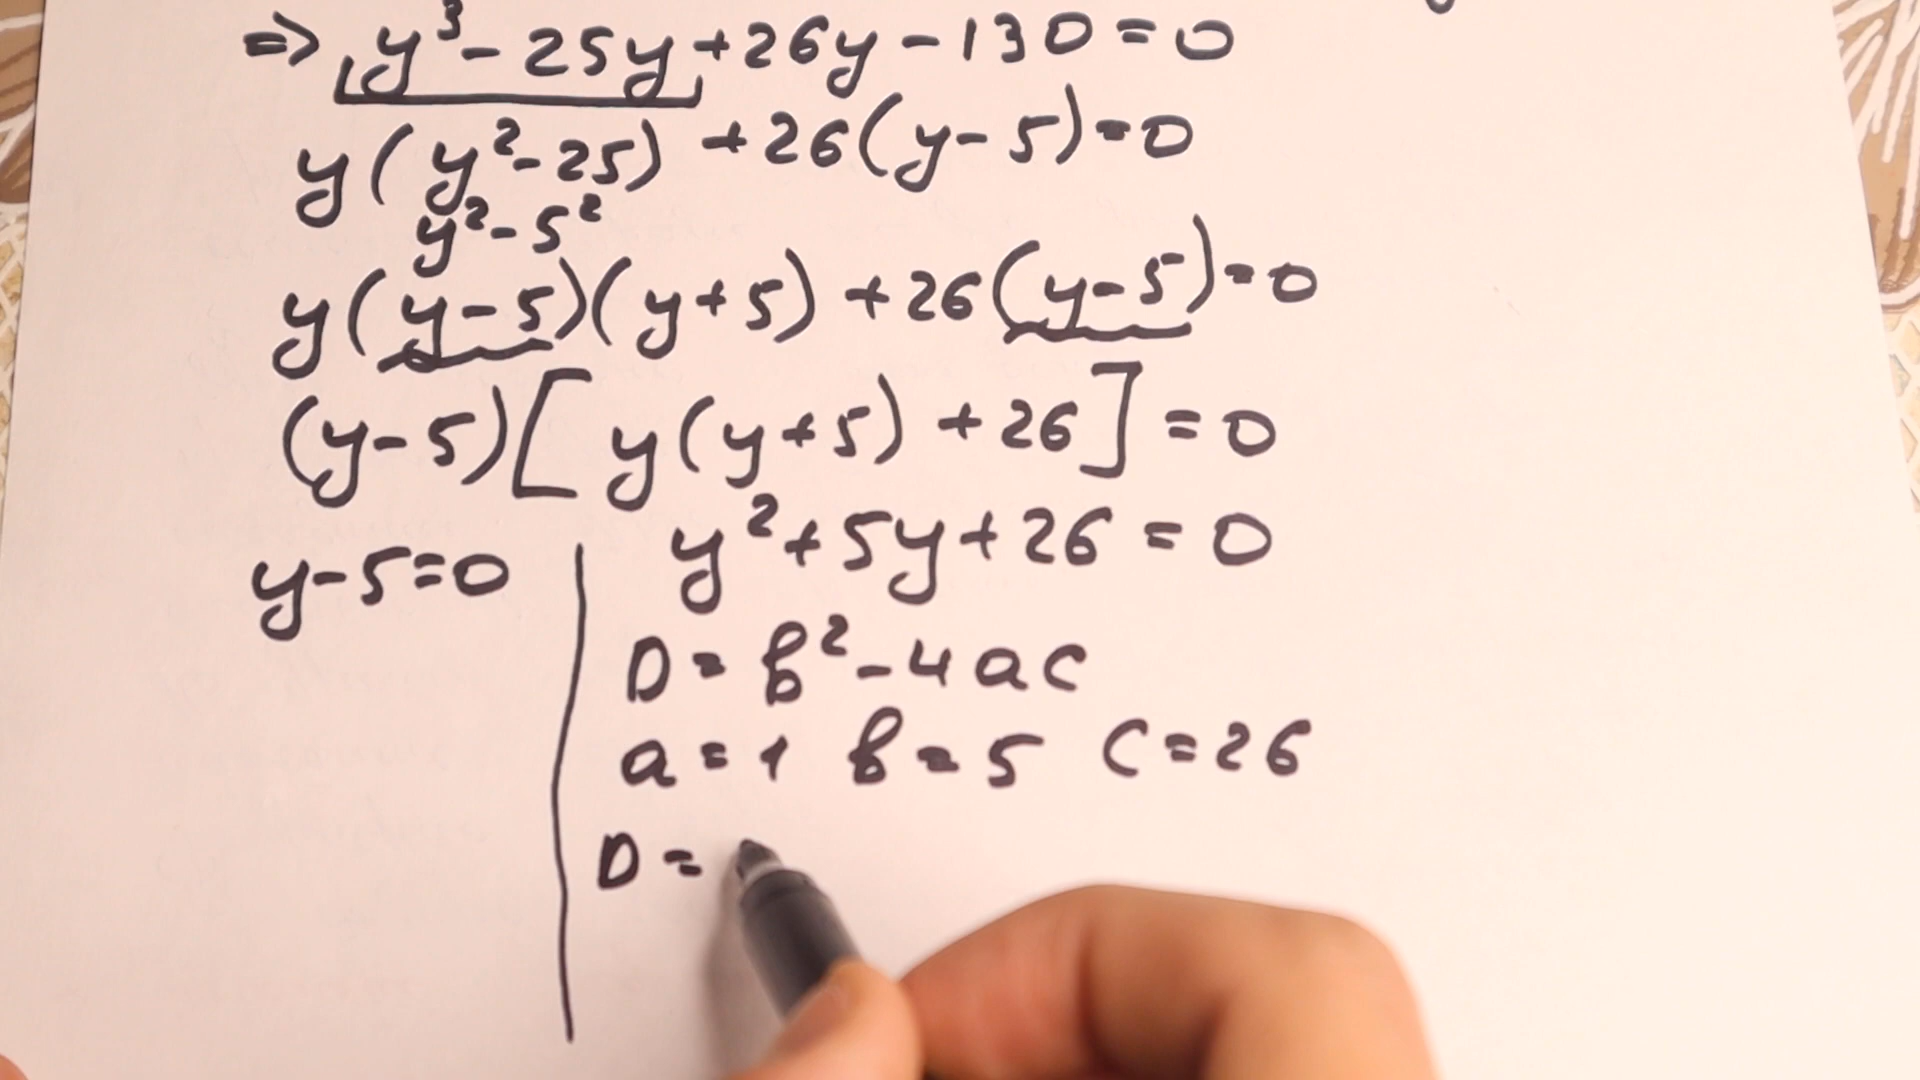 ⇒ y³ - 25y + 26y - 130 = 0
y(y² - 25) + 26(y - 5) = 0
y² - 5²
y(y - 5)(y + 5) + 26(y - 5) = 0
(y - 5)[y(y + 5) + 26] = 0
y² + 5y + 26 = 0
y - 5 = 0
D = b² - 4ac
a = 1 b = 5 c = 26
D =